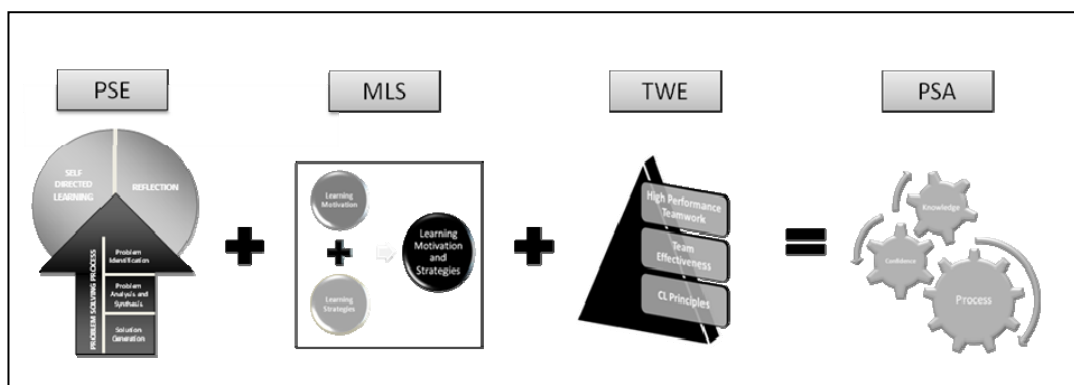 PSE
MLS
TWE
PSA
SELF
DIRECTED
LEARNING
REFLECTION
PROBLEM SOLVING PROCESS
Problem
Identification
Problem
Analysis and
Synthesis
Solution
Generation
Learning
Motivation
Learning
Strategies
Learning
Motivation
and
Strategies
High Performance
Teamwork
Team
Effectiveness
CL Principles
Knowledge
Confidence
Process